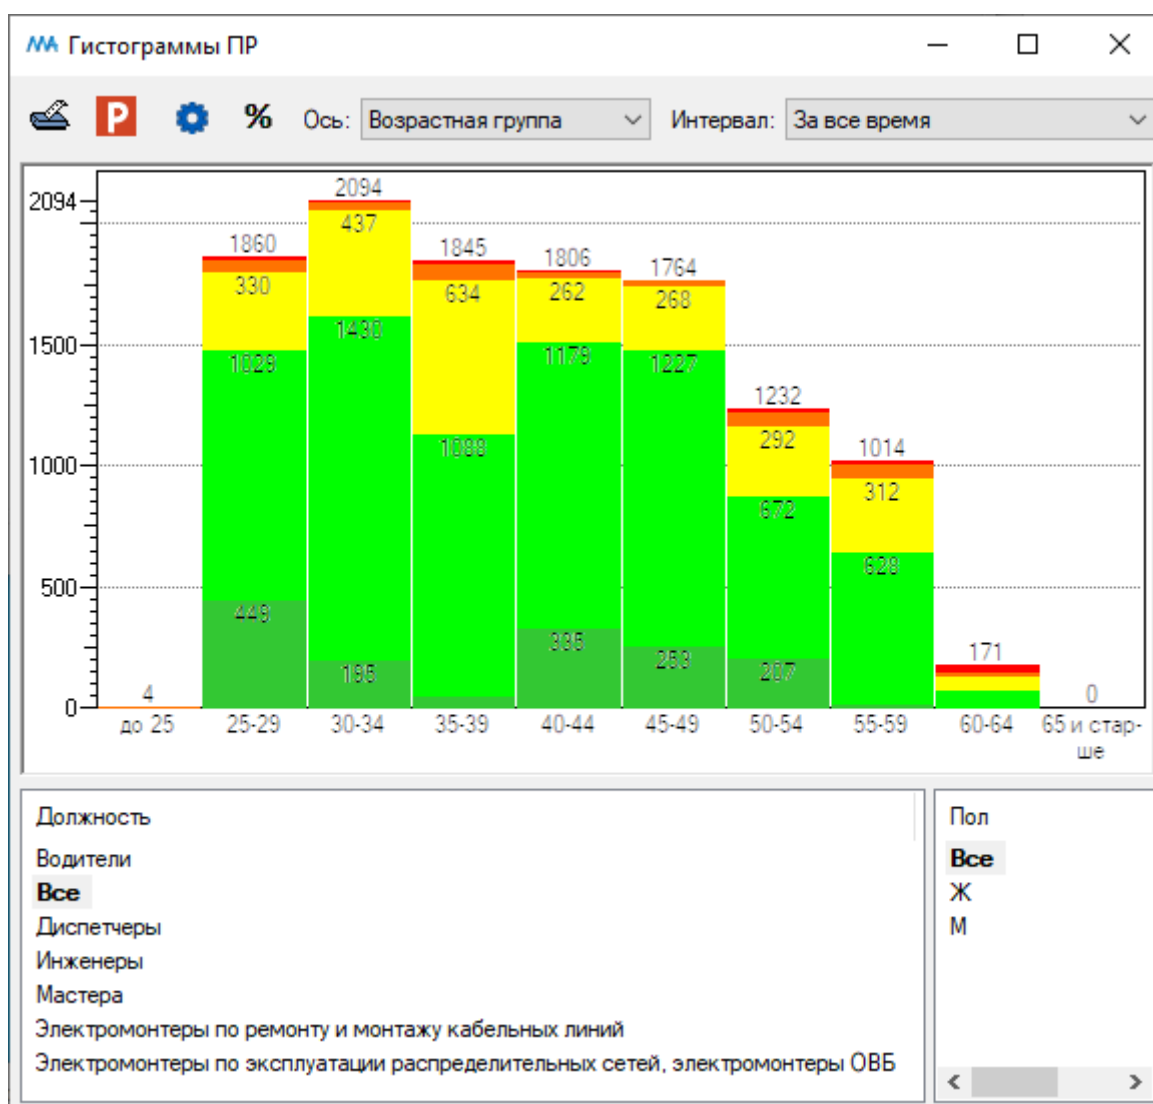 Гистограммы ПР
% Ось: Возрастная группа Интервал: За все время
2094
1500
1000
500
0
4
1860
330
1029
449
2094
437
1430
195
1845
634
1088
1806
262
1179
335
1764
268
1227
253
1232
292
672
207
1014
312
628
171
0
до 25 25-29 30-34 35-39 40-44 45-49 50-54 55-59 60-64 65 и стар-
ше
Должность
Водители
Все
Диспетчеры
Инженеры
Мастера
Электромонтеры по ремонту и монтажу кабельных линий
Электромонтеры по эксплуатации распределительных сетей, электромонтеры ОВБ
Пол
Все
Ж
М